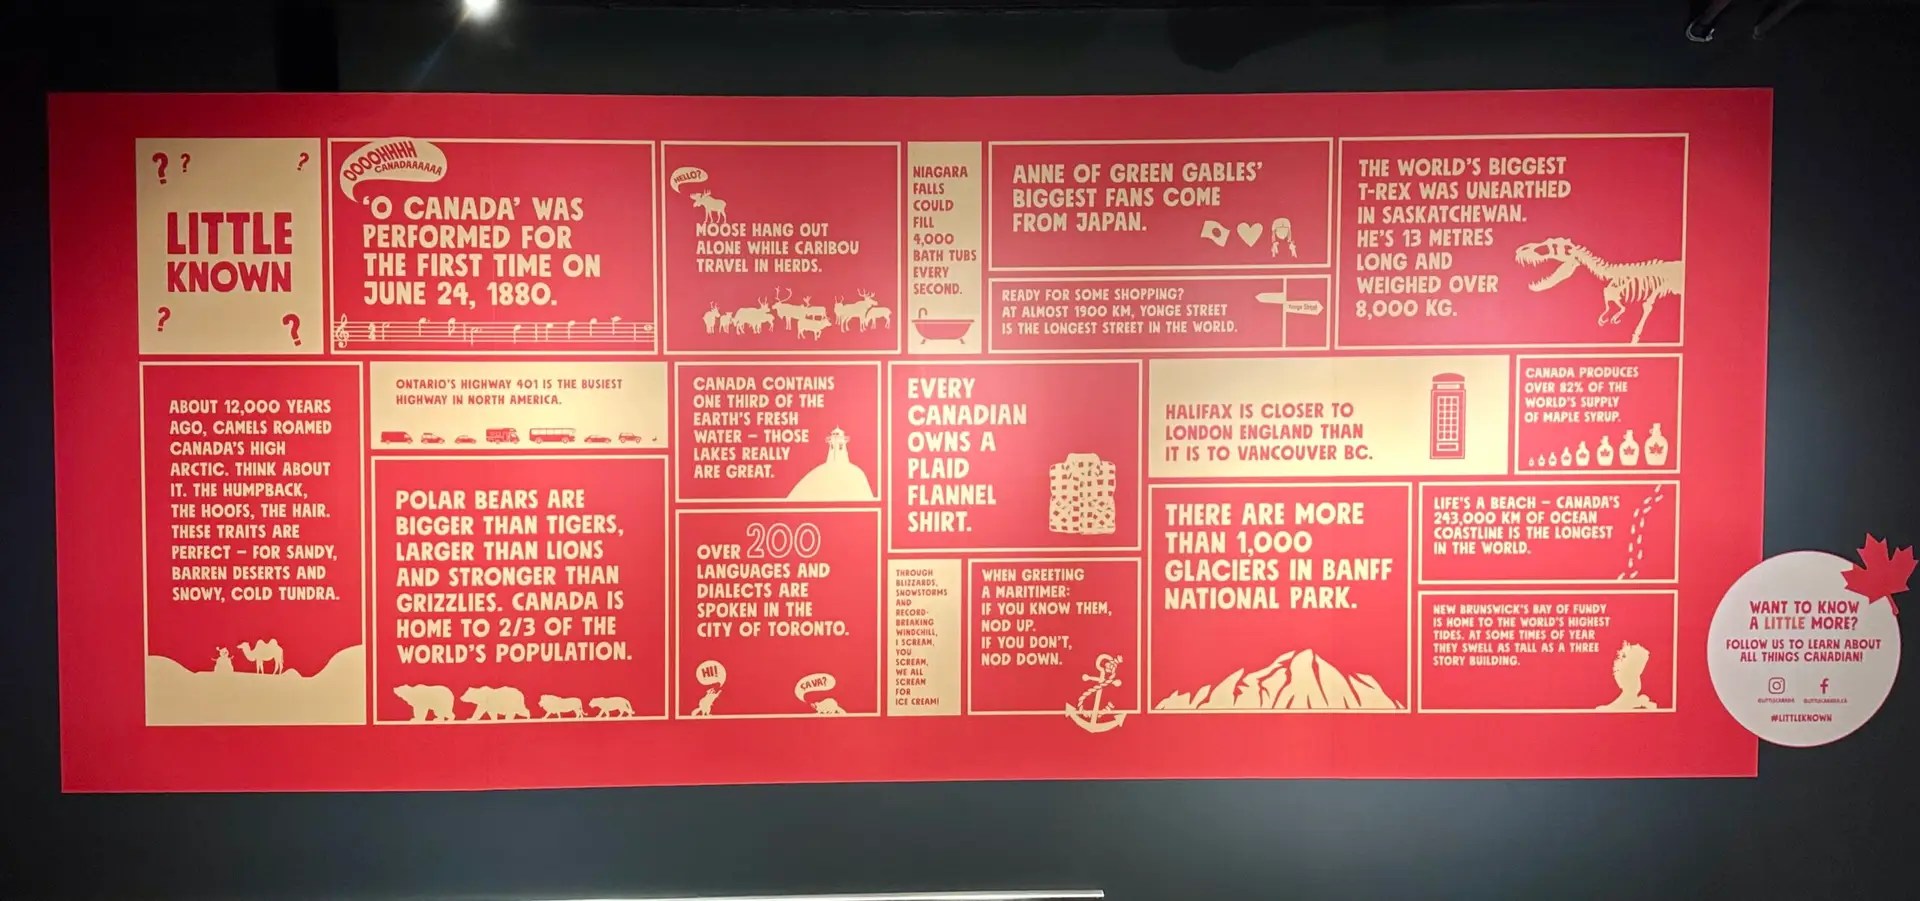 LITTLE
KNOWN
OOOOHHHH
CANADAAAAAA
‘O CANADA’ WAS
PERFORMED FOR
THE FIRST TIME ON
JUNE 24, 1880.
HELLO?
MOOSE HANG OUT
ALONE WHILE CARIBOU
TRAVEL IN HERDS.
NIAGARA
FALLS
COULD
FILL
4,000
BATH TUBS
EVERY
SECOND.
ANNE OF GREEN GABLES’
BIGGEST FANS COME
FROM JAPAN.
READY FOR SOME SHOPPING?
AT ALMOST 1900 KM, YONGE STREET
IS THE LONGEST STREET IN THE WORLD.
Yonge Street
THE WORLD’S BIGGEST
T-REX WAS UNEARTHED
IN SASKATCHEWAN.
HE’S 13 METRES
LONG AND
WEIGHED OVER
8,000 KG.
ABOUT 12,000 YEARS
AGO, CAMELS ROAMED
CANADA’S HIGH
ARCTIC. THINK ABOUT
IT. THE HUMPBACK,
THE HOOFS, THE HAIR.
THESE TRAITS ARE
PERFECT – FOR SANDY,
BARREN DESERTS AND
SNOWY, COLD TUNDRA.
ONTARIO’S HIGHWAY 401 IS THE BUSIEST
HIGHWAY IN NORTH AMERICA.
POLAR BEARS ARE
BIGGER THAN TIGERS,
LARGER THAN LIONS
AND STRONGER THAN
GRIZZLIES. CANADA IS
HOME TO 2/3 OF THE
WORLD’S POPULATION.
CANADA CONTAINS
ONE THIRD OF THE
EARTH’S FRESH
WATER – THOSE
LAKES REALLY
ARE GREAT.
OVER 200
LANGUAGES AND
DIALECTS ARE
SPOKEN IN THE
CITY OF TORONTO.
HI!
ÇA VA?
EVERY
CANADIAN
OWNS A
PLAID
FLANNEL
SHIRT.
THROUGH
BLIZZARDS,
SNOWSTORMS
AND
RECORD-
BREAKING
WINDCHILL,
I SCREAM,
YOU
SCREAM,
WE ALL
SCREAM
FOR
ICE CREAM!
WHEN GREETING
A MARITIMER:
IF YOU KNOW THEM,
NOD UP.
IF YOU DON’T,
NOD DOWN.
HALIFAX IS CLOSER TO
LONDON ENGLAND THAN
IT IS TO VANCOUVER BC.
CANADA PRODUCES
OVER 82% OF THE
WORLD’S SUPPLY
OF MAPLE SYRUP.
THERE ARE MORE
THAN 1,000
GLACIERS IN BANFF
NATIONAL PARK.
LIFE’S A BEACH – CANADA’S
243,000 KM OF OCEAN
COASTLINE IS THE LONGEST
IN THE WORLD.
NEW BRUNSWICK’S BAY OF FUNDY
IS HOME TO THE WORLD’S HIGHEST
TIDES. AT SOME TIMES OF YEAR
THEY SWELL AS TALL AS A THREE
STORY BUILDING.
WANT TO KNOW
A LITTLE MORE?
FOLLOW US TO LEARN ABOUT
ALL THINGS CANADIAN!
#LITTLEKNOWN